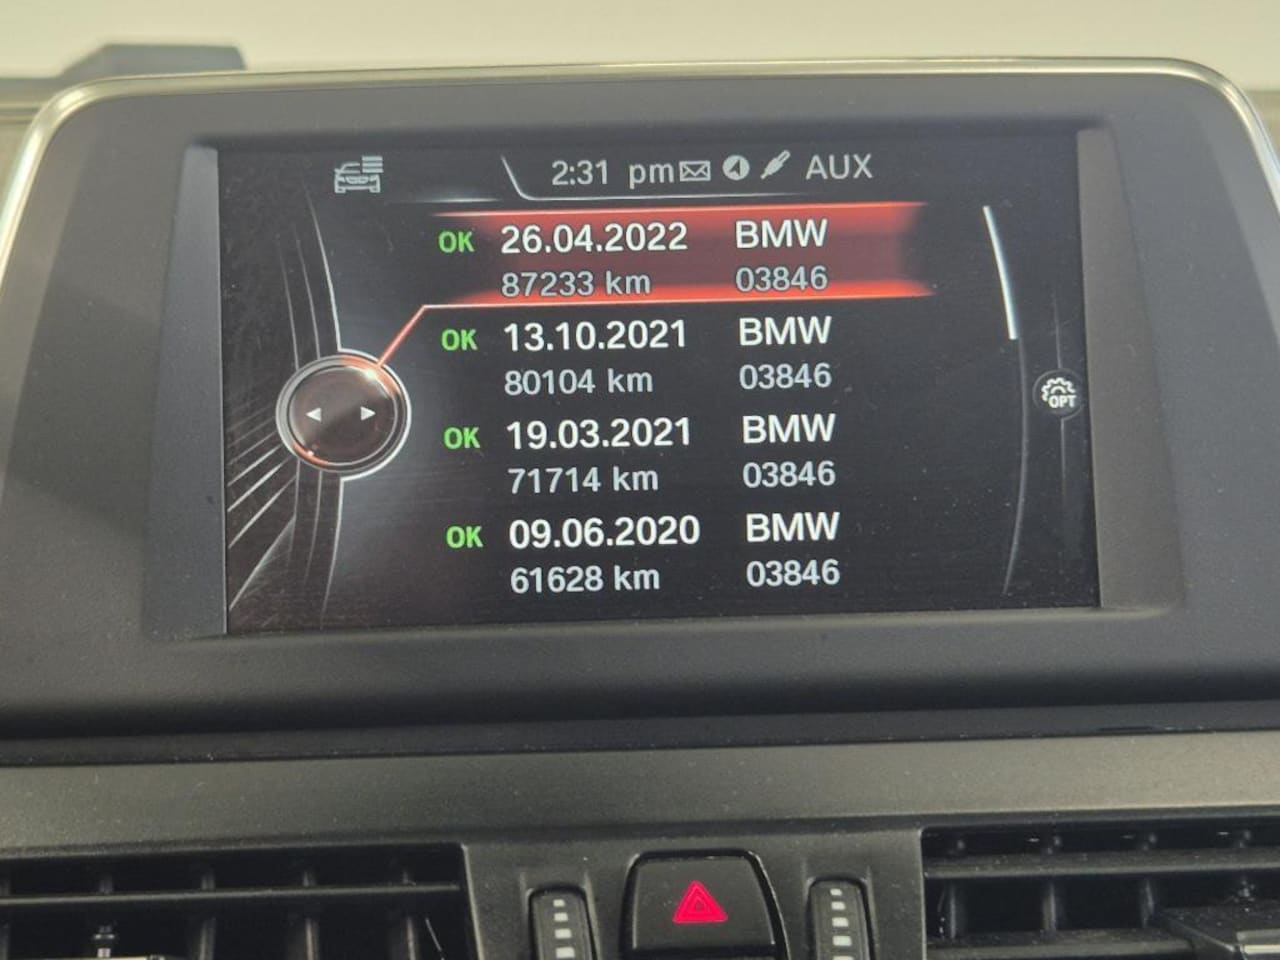 2:31 pm AUX
OK 26.04.2022 BMW
87233 km 03846
OK 13.10.2021 BMW
80104 km 03846
OK 19.03.2021 BMW
71714 km 03846
OK 09.06.2020 BMW
61628 km 03846
OPT